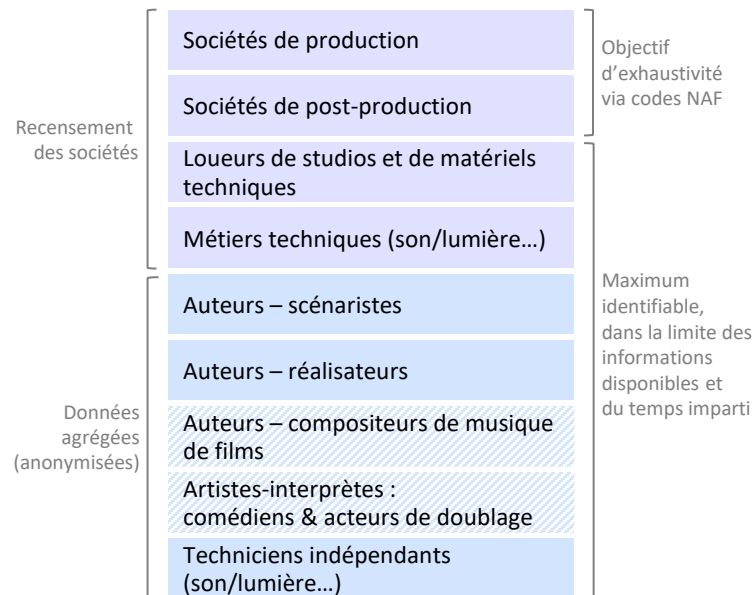 Sociétés de production
Sociétés de post-production
Objectif
d’exhaustivité
via codes NAF
Recensement
des sociétés
Loueurs de studios et de matériels
techniques
Métiers techniques (son/lumière…)
Auteurs – scénaristes
Auteurs – réalisateurs
Maximum
identifiable,
dans la limite des
informations
disponibles et
du temps imparti
Données
agrégées
(anonymisées)
Auteurs – compositeurs de musique
de films
Artistes-interprètes :
comédiens & acteurs de doublage
Techniciens indépendants
(son/lumière…)